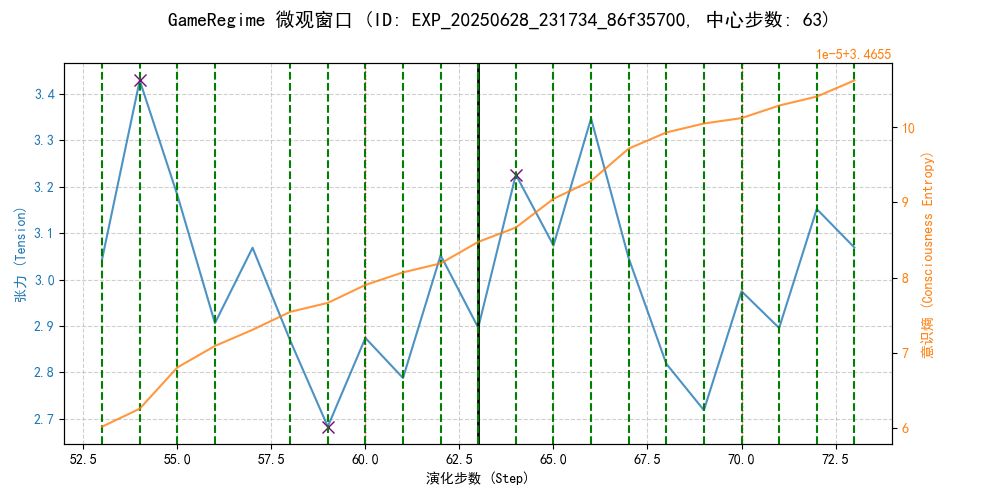 GameRegime 微观窗口 (ID: EXP_20250628_231734_86f35700, 中心步数: 63)
1e-5+3.4655
张力 (Tension)
3.4
3.3
3.2
3.1
3.0
2.9
2.8
2.7
10
9
8
7
6
意识熵 (Consciousness Entropy)
52.5 55.0 57.5 60.0 62.5 65.0 67.5 70.0 72.5
演化步数 (Step)